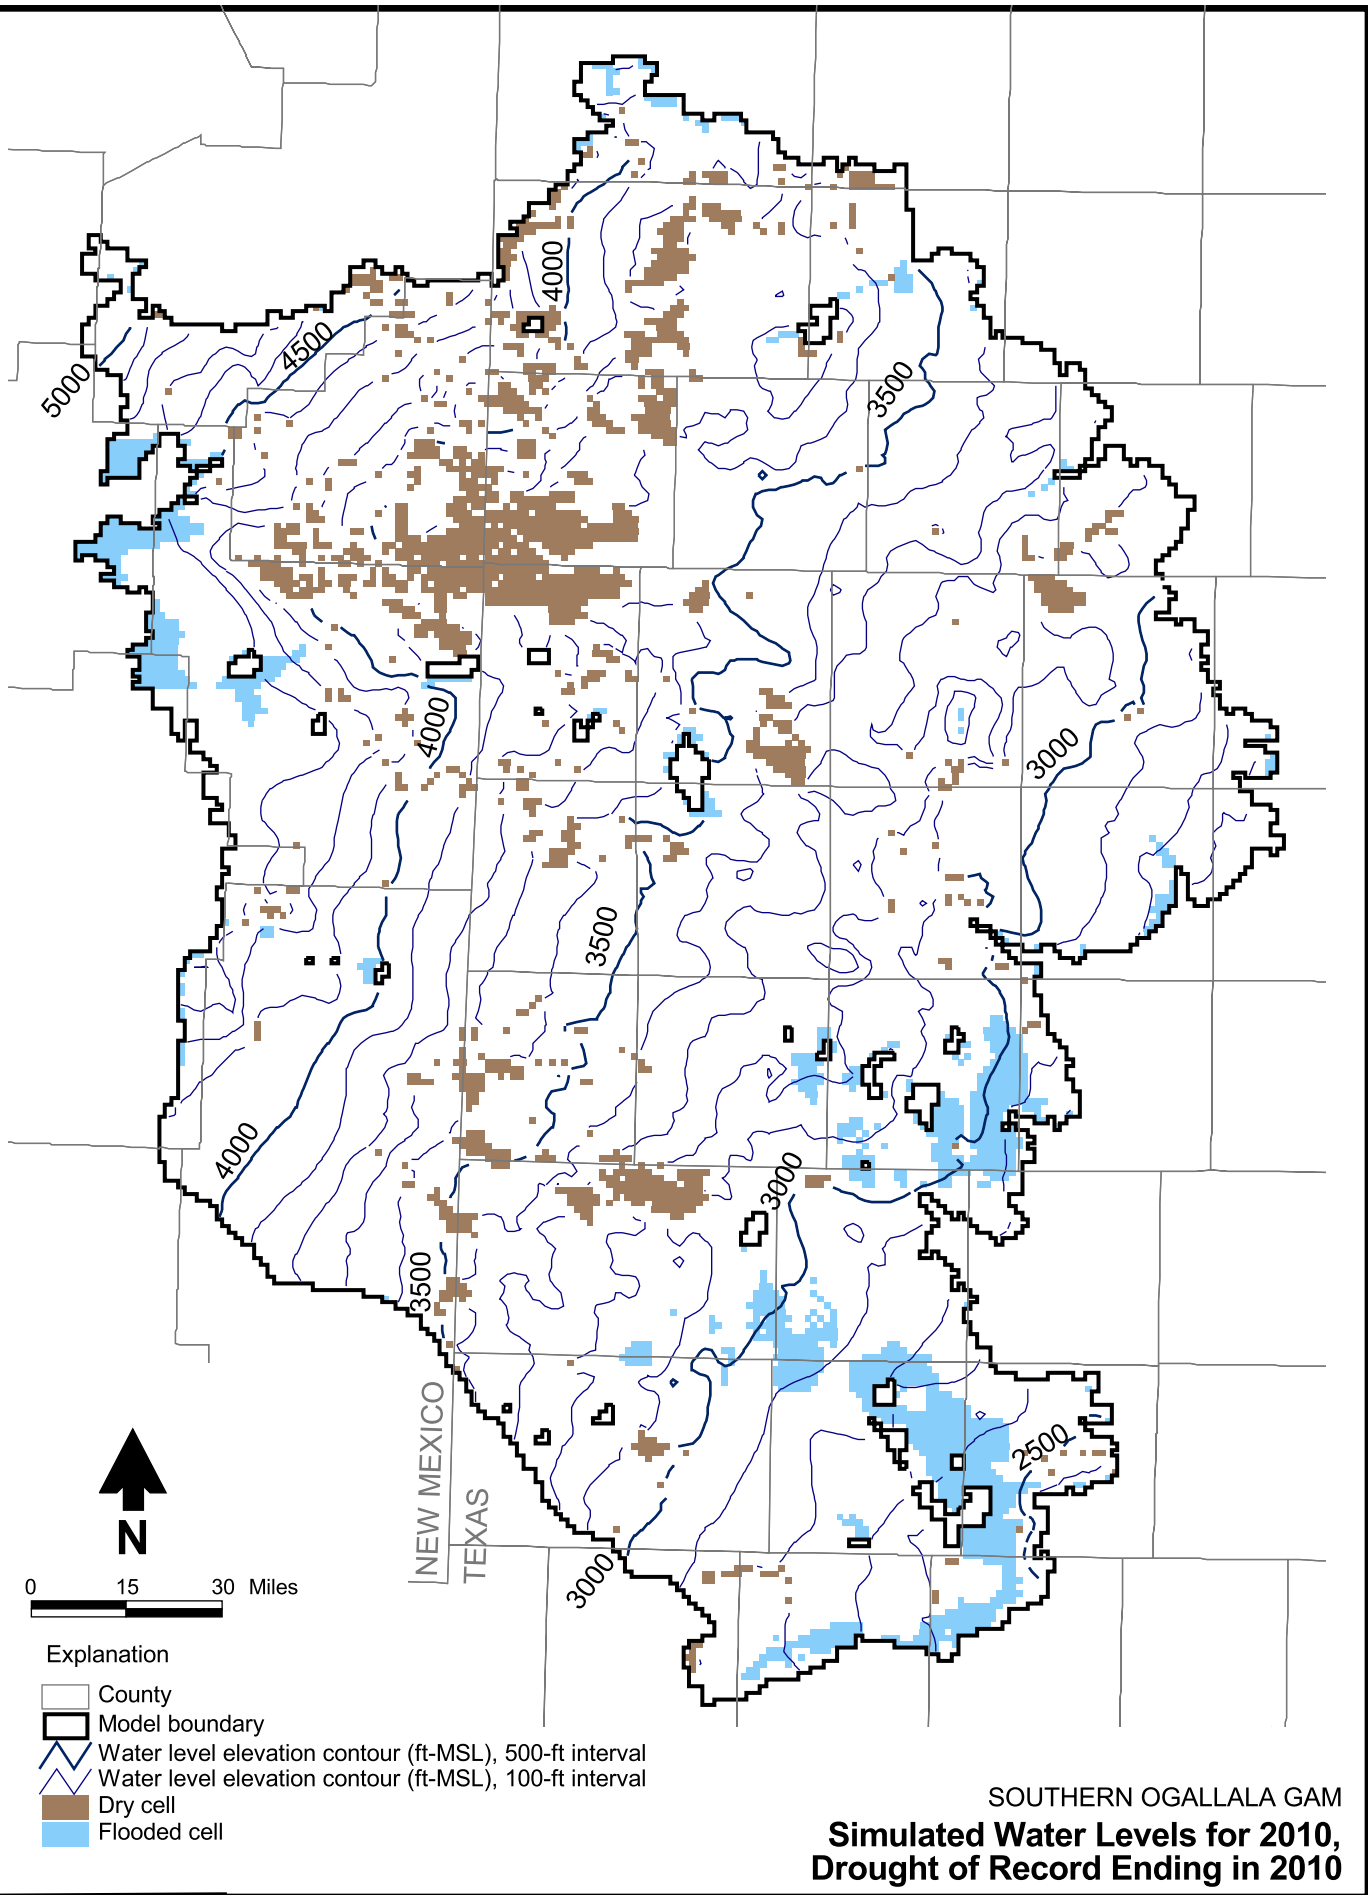 4000
4500
5000
3500
4000
3000
3500
4000
3000
3500
2500
3000
NEW MEXICO
TEXAS
N
0 15 30 Miles
Explanation
County
Model boundary
Water level elevation contour (ft-MSL), 500-ft interval
Water level elevation contour (ft-MSL), 100-ft interval
Dry cell
Flooded cell
SOUTHERN OGALLALA GAM
Simulated Water Levels for 2010,
Drought of Record Ending in 2010